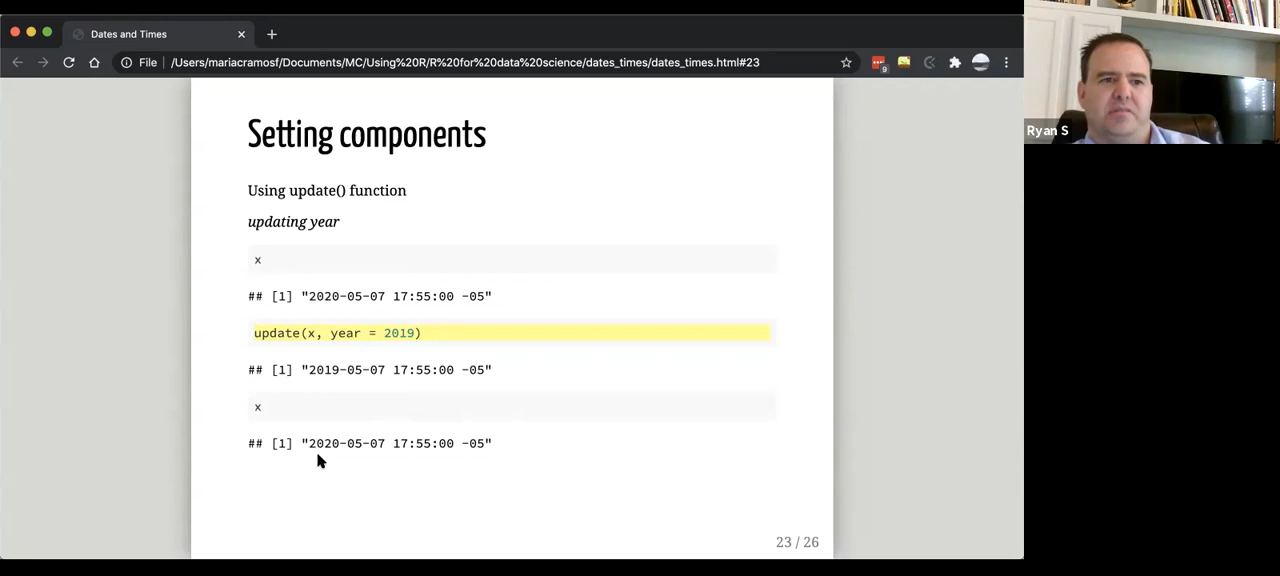 Dates and Times
File
/Users/mariacramosf/Documents/MC/Using%20R/R%20for%20data%20science/dates_times/dates_times.html#23
9
Ryan S
Setting components
Using update() function
updating year
x
## [1] "2020-05-07 17:55:00 -05"
update(x, year = 2019)
## [1] "2019-05-07 17:55:00 -05"
x
## [1] "2020-05-07 17:55:00 -05"
23 / 26